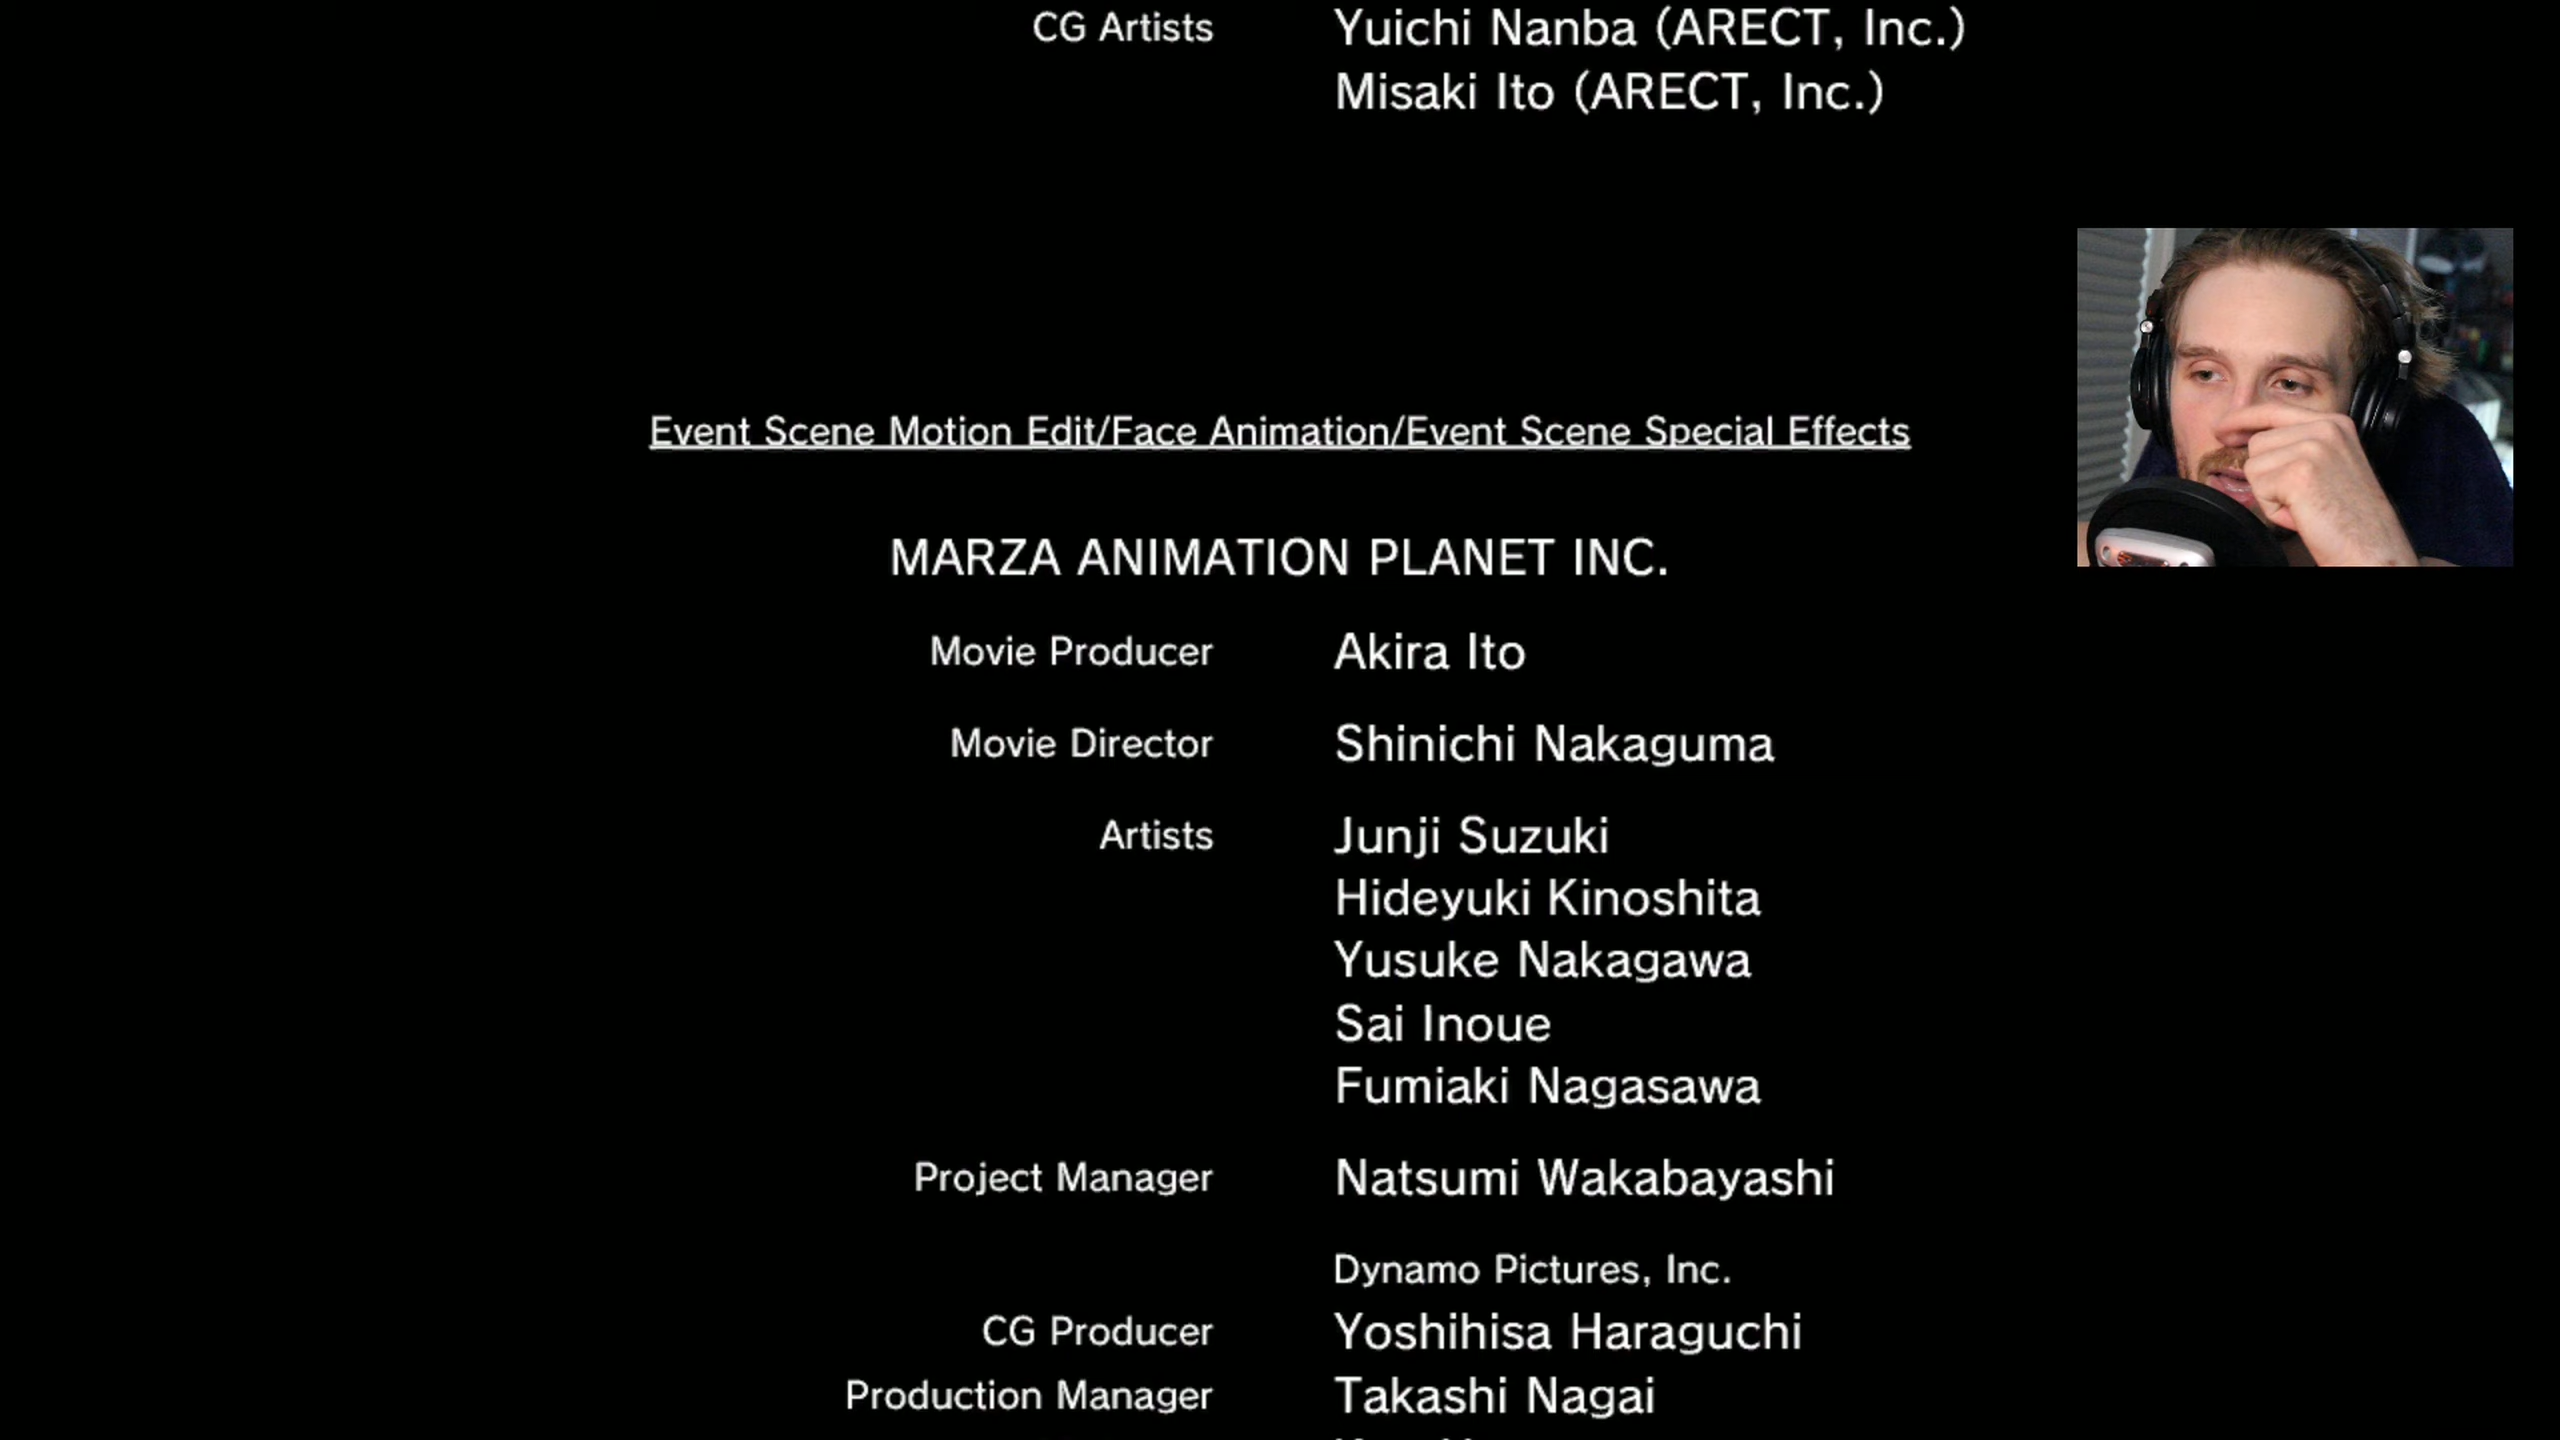 CG Artists Yuichi Nanba (ARECT, Inc.)
Misaki Ito (ARECT, Inc.)
Event Scene Motion Edit/Face Animation/Event Scene Special Effects
MARZA ANIMATION PLANET INC.
Movie Producer Akira Ito
Movie Director Shinichi Nakaguma
Artists Junji Suzuki
Hideyuki Kinoshita
Yusuke Nakagawa
Sai Inoue
Fumiaki Nagasawa
Project Manager Natsumi Wakabayashi
Dynamo Pictures, Inc.
CG Producer Yoshihisa Haraguchi
Production Manager Takashi Nagai